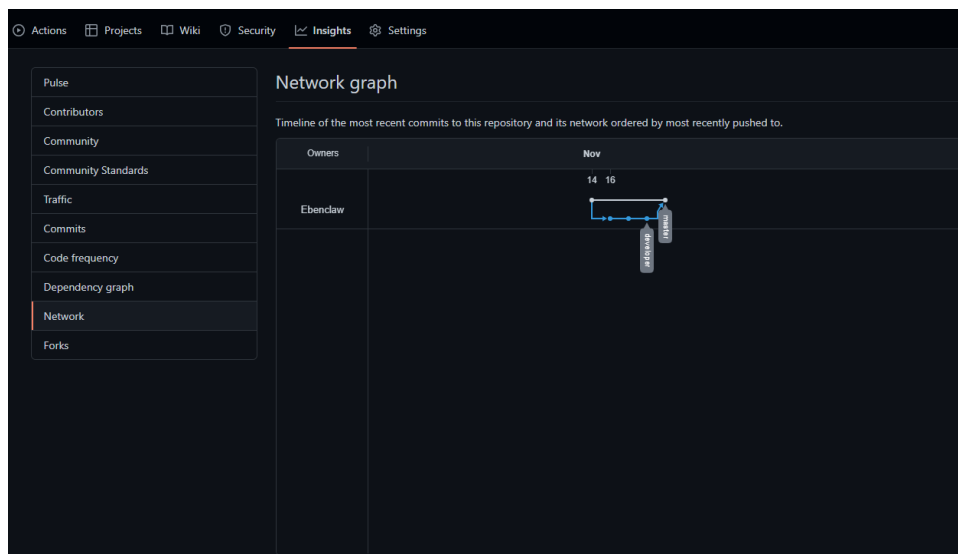 Actions Projects Wiki Security Insights Settings
Pulse
Contributors
Community
Community Standards
Traffic
Commits
Code frequency
Dependency graph
Network
Forks
Network graph
Timeline of the most recent commits to this repository and its network ordered by most recently pushed to.
Owners Nov
14 16
Ebenclaw
master
developer